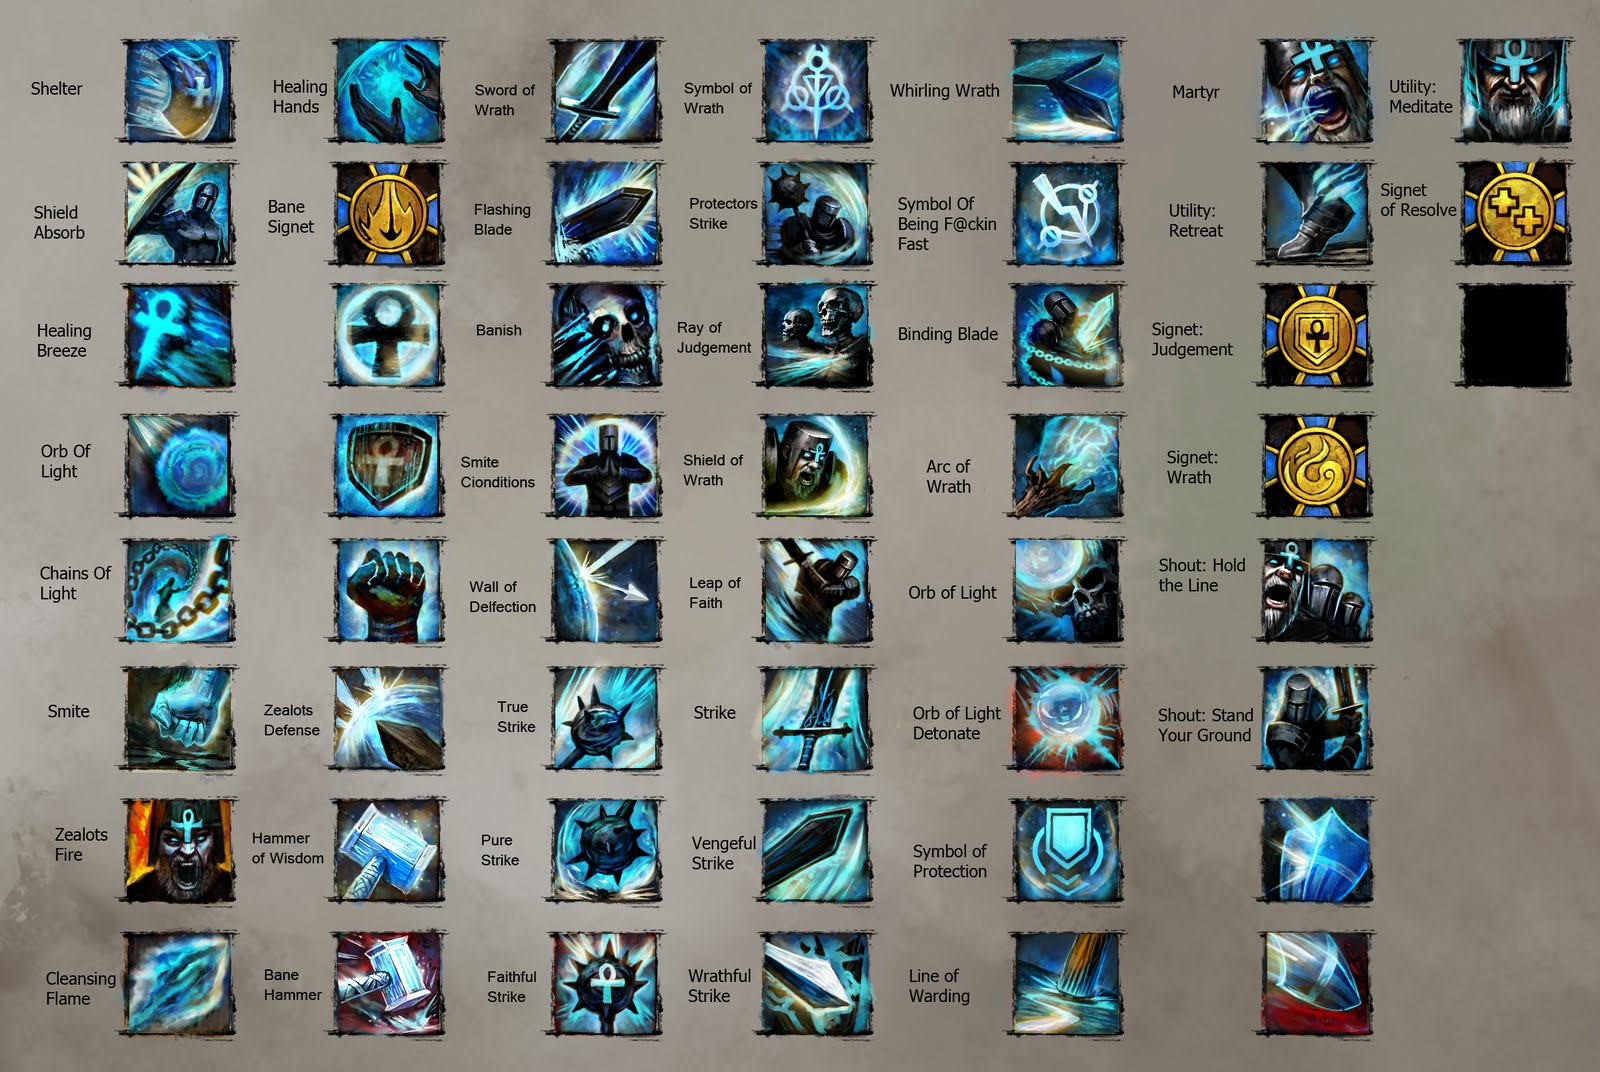 Shelter
Healing
Hands
Sword of
Wrath
Symbol of
Wrath
Whirling Wrath
Martyr
Utility:
Meditate
Shield
Absorb
Bane
Signet
Flashing
Blade
Protectors
Strike
Symbol Of
Being F@ckin
Fast
Utility:
Retreat
Signet
of Resolve
Healing
Breeze
Banish
Ray of
Judgement
Binding Blade
Signet:
Judgement
Orb Of
Light
Smite
Cionditions
Shield of
Wrath
Arc of
Wrath
Signet:
Wrath
Chains Of
Light
Wall of
Delfection
Leap of
Faith
Orb of Light
Shout: Hold
the Line
Smite
Zealots
Defense
True
Strike
Strike
Orb of Light
Detonate
Shout: Stand
Your Ground
Zealots
Fire
Hammer
of Wisdom
Pure
Strike
Vengeful
Strike
Symbol of
Protection
Cleansing
Flame
Bane
Hammer
Faithful
Strike
Wrathful
Strike
Line of
Warding